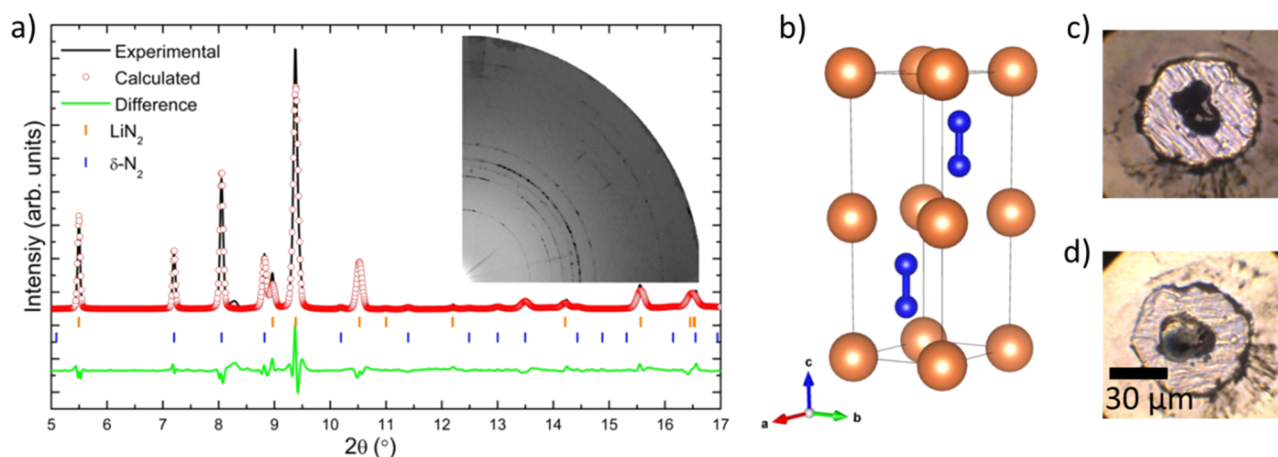 a)
Intensiy (arb. units)
Experimental
Calculated
Difference
LiN₂
δ-N₂
5 6 7 8 9 10 11 12 13 14 15 16 17
2θ (°)
b)
c
a
b
c)
d)
30 µm